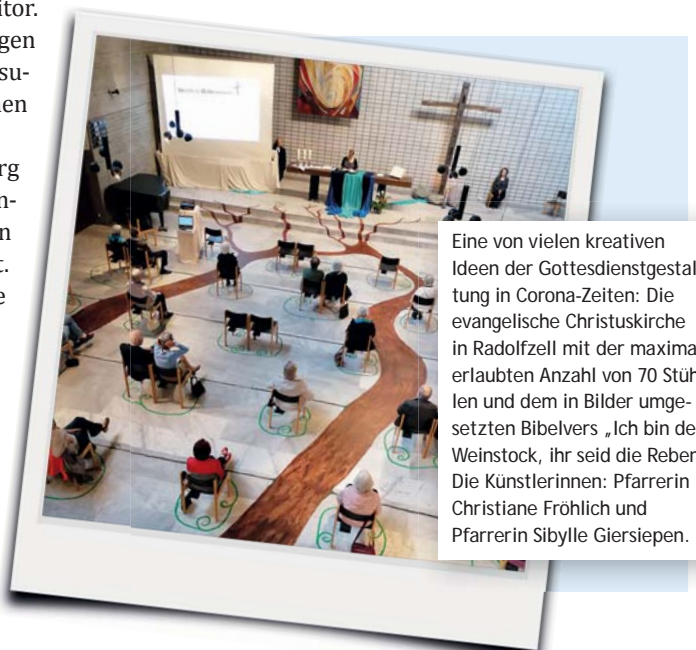 itor.
gen
su-
en
rg
n-
n
t.
e
Eine von vielen kreativen
Ideen der Gottesdienstgestal
tung in Corona-Zeiten: Die
evangelische Christuskirche
in Radolfzell mit der maxima
erlaubten Anzahl von 70 Stüh
len und dem in Bilder umge-
setzten Bibelvers „Ich bin de
Weinstock, ihr seid die Reben
Die Künstlerinnen: Pfarrerin
Christiane Fröhlich und
Pfarrerin Sibylle Giersiepen.